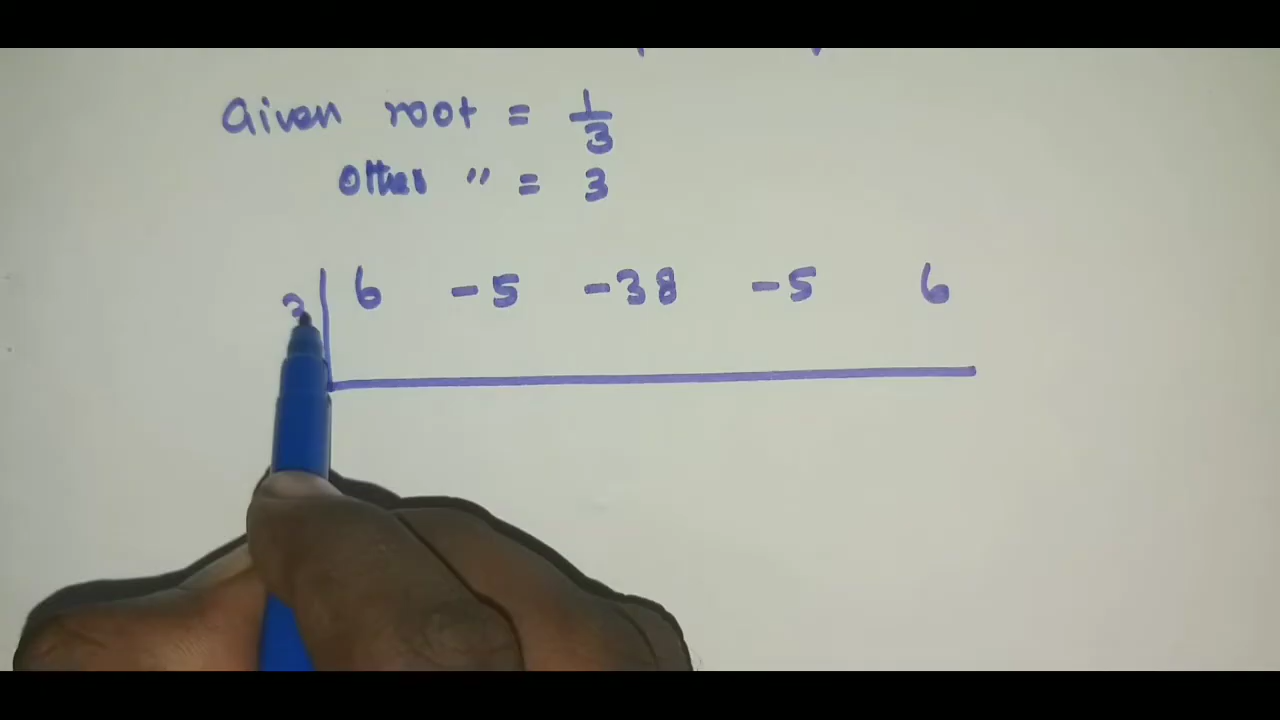 Given root = 1/3
Other " = 3
3 | 6 -5 -38 -5 6